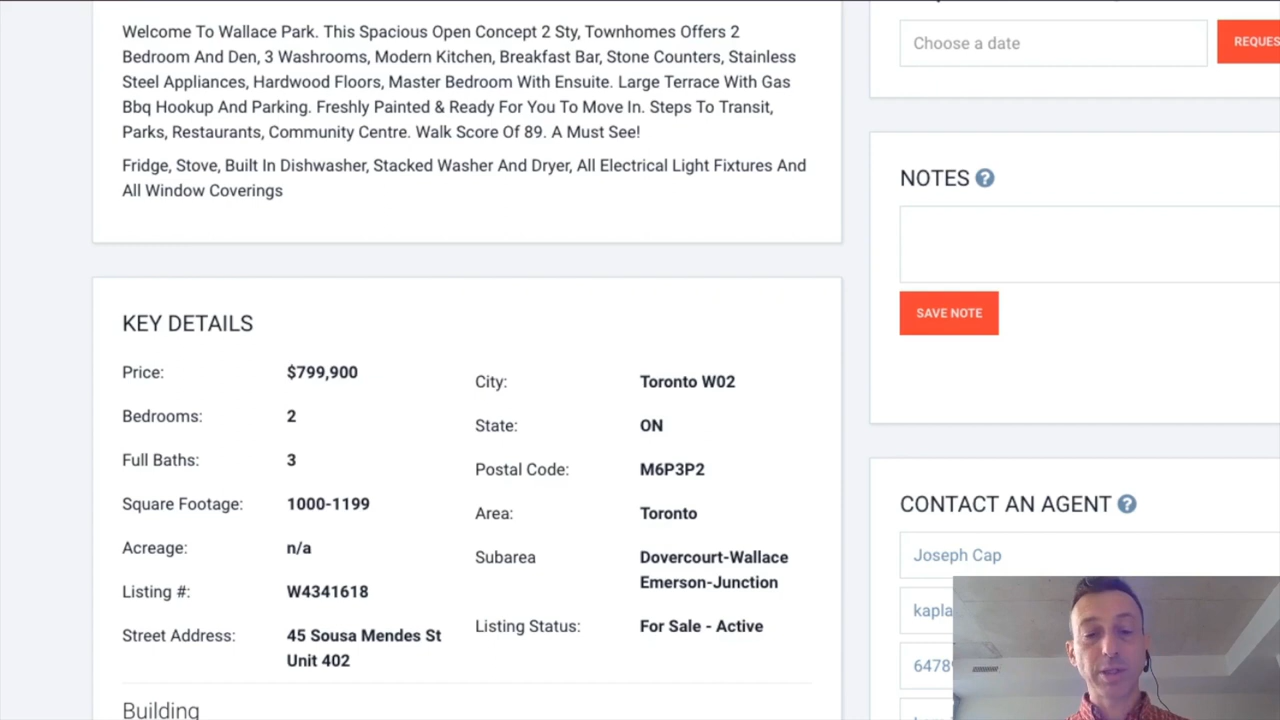 Welcome To Wallace Park. This Spacious Open Concept 2 Sty, Townhomes Offers 2
Bedroom And Den, 3 Washrooms, Modern Kitchen, Breakfast Bar, Stone Counters, Stainless
Steel Appliances, Hardwood Floors, Master Bedroom With Ensuite. Large Terrace With Gas
Bbq Hookup And Parking. Freshly Painted & Ready For You To Move In. Steps To Transit,
Parks, Restaurants, Community Centre. Walk Score Of 89. A Must See!
Fridge, Stove, Built In Dishwasher, Stacked Washer And Dryer, All Electrical Light Fixtures And
All Window Coverings
KEY DETAILS
Price: $799,900
Bedrooms: 2
Full Baths: 3
Square Footage: 1000-1199
Acreage: n/a
Listing #: W4341618
Street Address: 45 Sousa Mendes St
Unit 402
City: Toronto W02
State: ON
Postal Code: M6P3P2
Area: Toronto
Subarea Dovercourt-Wallace
Emerson-Junction
Listing Status: For Sale - Active
Building
Choose a date
REQUES
NOTES ?
SAVE NOTE
CONTACT AN AGENT ?
Joseph Cap
kapla
6478